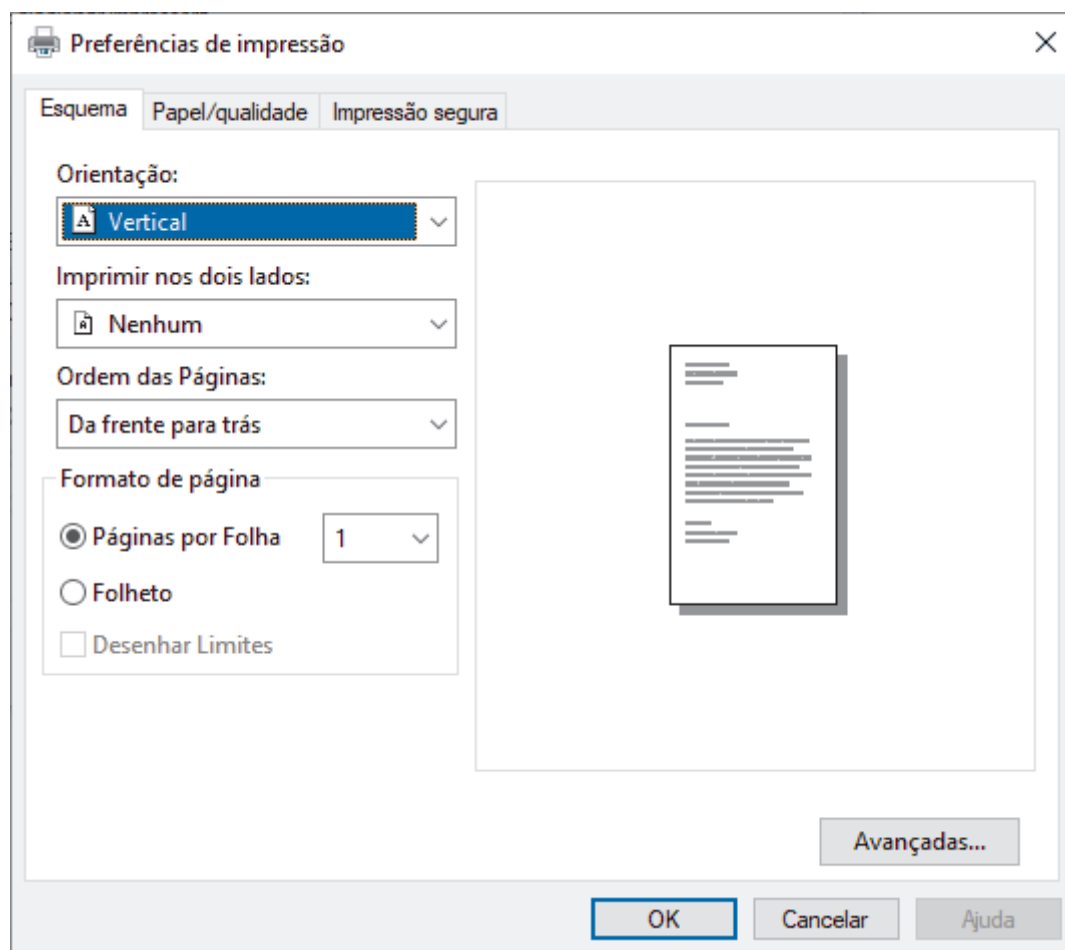 Preferências de impressão
Esquema
Papel/qualidade
Impressão segura
Orientação:
A Vertical
Imprimir nos dois lados:
Nenhum
Ordem das Páginas:
Da frente para trás
Formato de página
Páginas por Folha 1
Folheto
Desenhar Limites
Avançadas...
OK
Cancelar
Ajuda